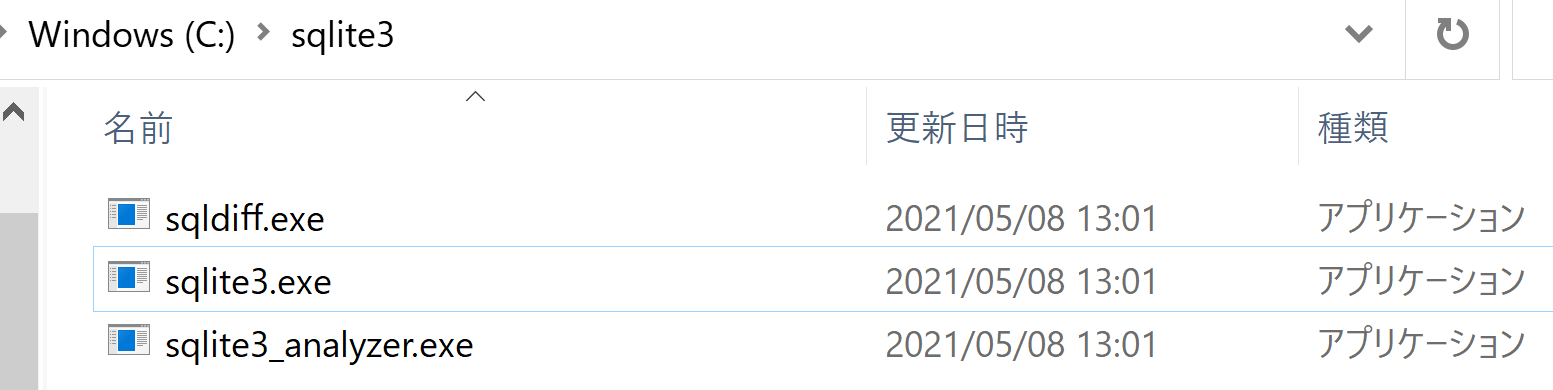 Windows (C:) > sqlite3
名前 更新日時 種類
sqldiff.exe 2021/05/08 13:01 アプリケーション
sqlite3.exe 2021/05/08 13:01 アプリケーション
sqlite3_analyzer.exe 2021/05/08 13:01 アプリケーション